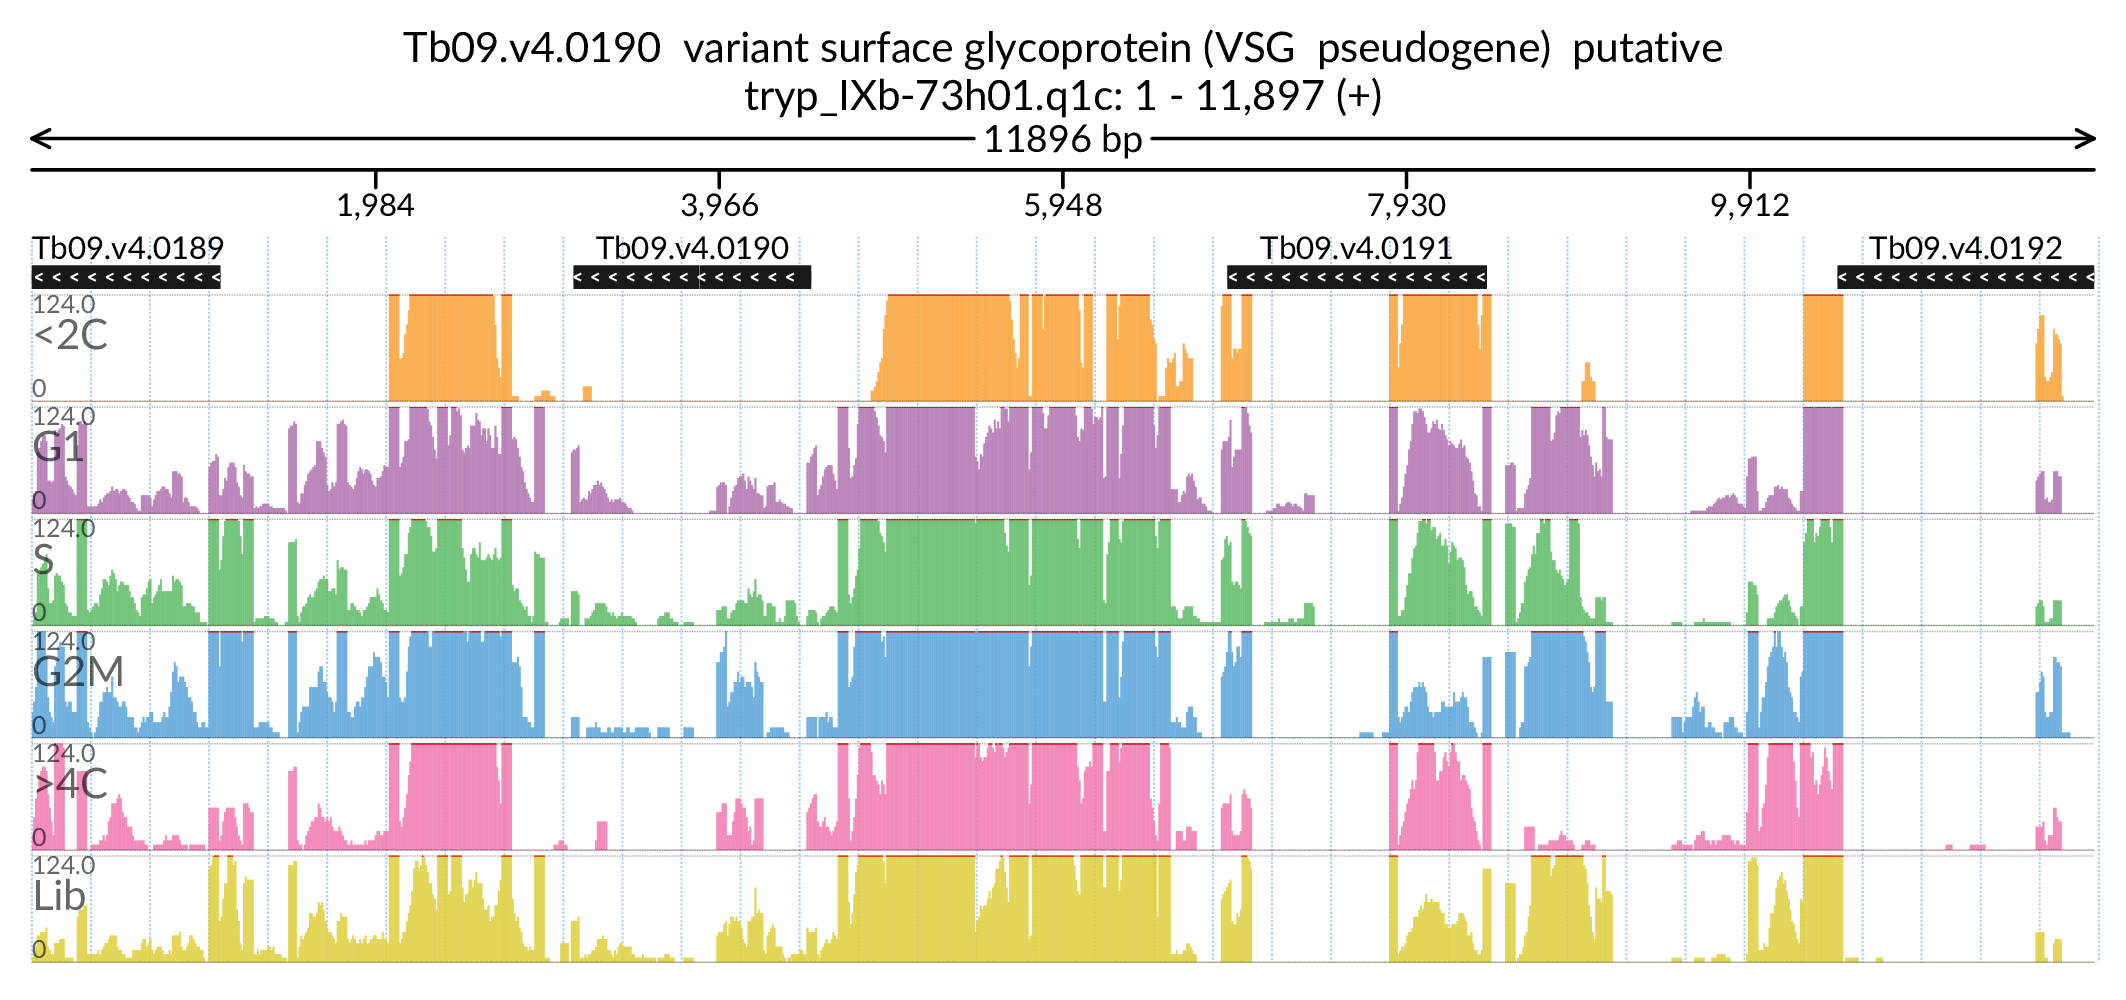 Tb09.v4.0190 variant surface glycoprotein (VSG pseudogene) putative
tryp_IXb-73h01.q1c: 1 - 11,897 (+)
11896 bp
1,984 3,966 5,948 7,930 9,912
Tb09.v4.0189 Tb09.v4.0190 Tb09.v4.0191 Tb09.v4.0192
124.0
<2C
0
124.0
G1
0
124.0
S
0
124.0
G2M
0
124.0
>4C
0
124.0
Lib
0